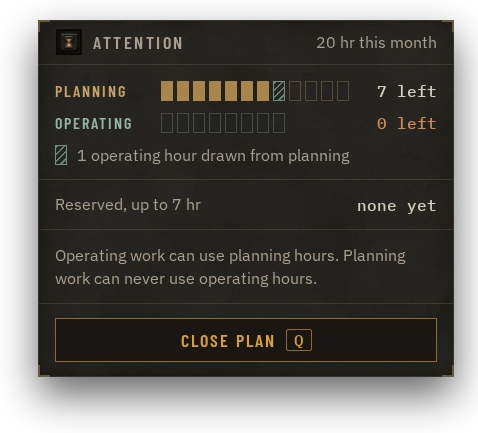 ATTENTION 20 hr this month
PLANNING 7 left
OPERATING 0 left
1 operating hour drawn from planning
Reserved, up to 7 hr none yet
Operating work can use planning hours. Planning
work can never use operating hours.
CLOSE PLAN Q